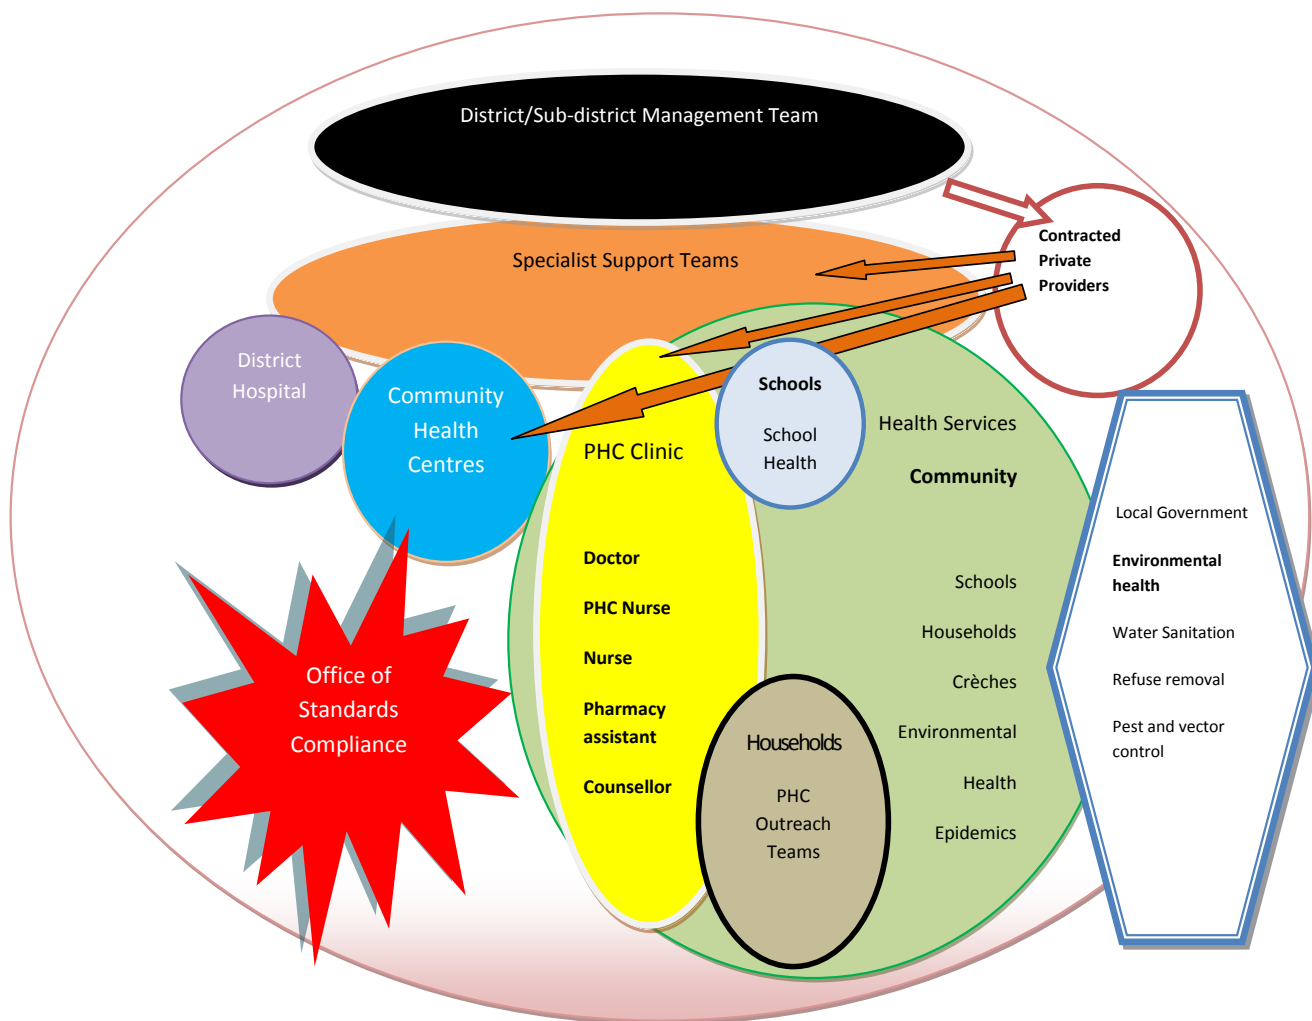 District/Sub-district Management Team
Specialist Support Teams
Contracted
Private
Providers
District
Hospital
Community
Health
Centres
PHC Clinic
Doctor
PHC Nurse
Nurse
Pharmacy
assistant
Counsellor
Schools
School
Health
Health Services
Community
Schools
Households
Crèches
Environmental
Health
Epidemics
Households
PHC
Outreach
Teams
Local Government
Environmental
health
Water Sanitation
Refuse removal
Pest and vector
control
Office of
Standards
Compliance